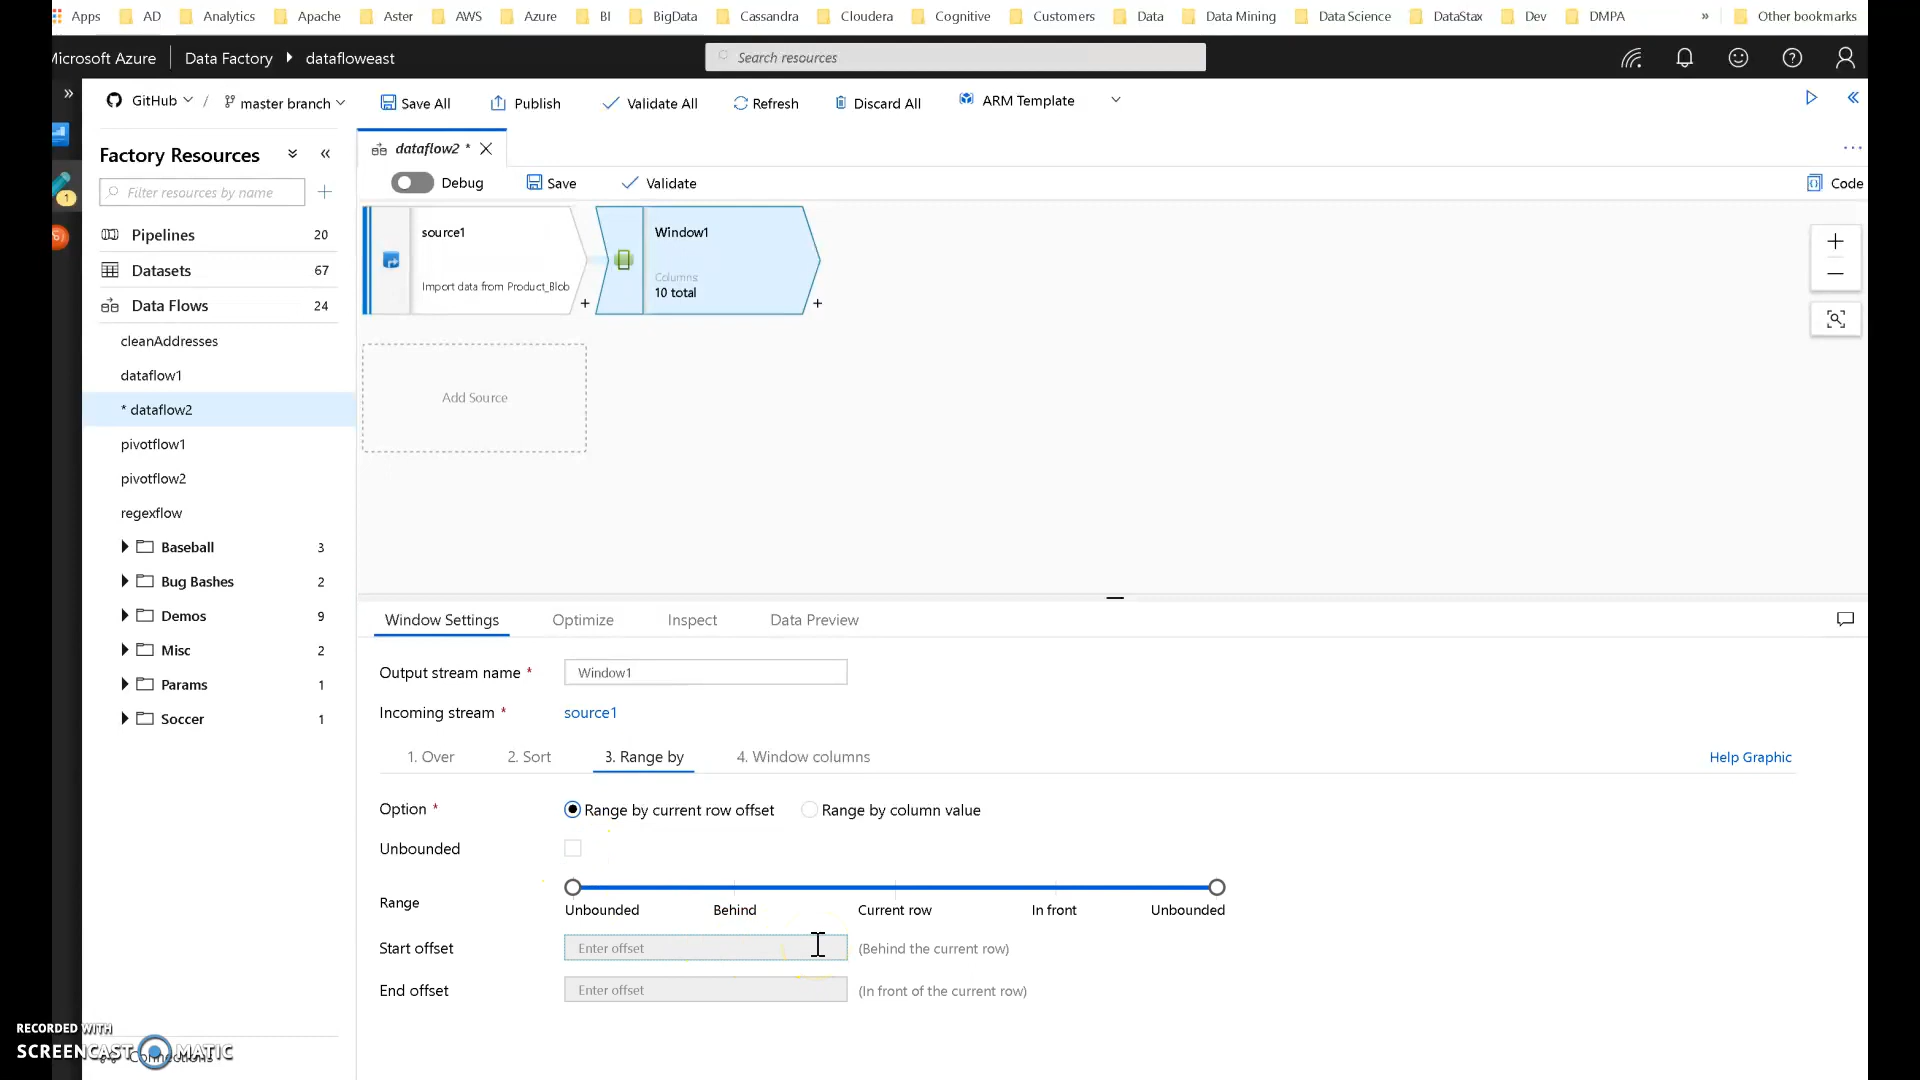 Apps AD Analytics Apache Aster AWS Azure BI BigData Cassandra Cloudera Cognitive Customers Data Data Mining Data Science DataStax Dev DMPA » Other bookmarks
Microsoft Azure Data Factory datafloweast Search resources
GitHub / master branch Save All Publish Validate All Refresh Discard All ARM Template
Factory Resources
Filter resources by name
1
Pipelines 20
Datasets 67
Data Flows 24
cleanAddresses
dataflow1
* dataflow2
pivotflow1
pivotflow2
regexflow
Baseball 3
Bug Bashes 2
Demos 9
Misc 2
Params 1
Soccer 1
Connections
dataflow2 *
Debug Save Validate Code
source1
Import data from Product_Blob
Window1
Columns
10 total
Add Source
Window Settings Optimize Inspect Data Preview
Output stream name * Window1
Incoming stream * source1
1. Over 2. Sort 3. Range by 4. Window columns Help Graphic
Option * Range by current row offset Range by column value
Unbounded
Range
Unbounded Behind Current row In front Unbounded
Start offset Enter offset (Behind the current row)
End offset Enter offset (In front of the current row)
RECORDED WITH
SCREENCAST MATIC